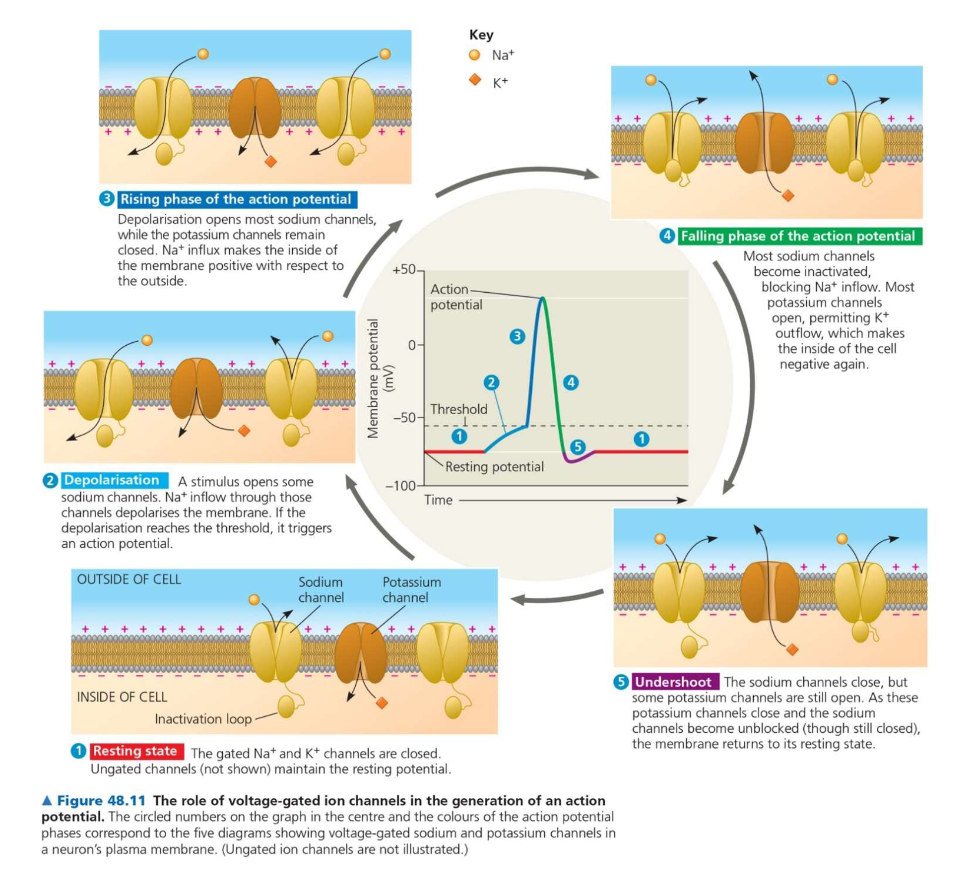 Key
Na⁺
K⁺
3 Rising phase of the action potential
Depolarisation opens most sodium channels,
while the potassium channels remain
closed. Na⁺ influx makes the inside of
the membrane positive with respect to
the outside.
4 Falling phase of the action potential
Most sodium channels
become inactivated,
blocking Na⁺ inflow. Most
potassium channels
open, permitting K⁺
outflow, which makes
the inside of the cell
negative again.
+50
Action
potential
Membrane potential
(mV)
0
3
2
4
−50
Threshold
1
5
1
Resting potential
−100
Time
2 Depolarisation A stimulus opens some
sodium channels. Na⁺ inflow through those
channels depolarises the membrane. If the
depolarisation reaches the threshold, it triggers
an action potential.
OUTSIDE OF CELL
Sodium
channel
Potassium
channel
INSIDE OF CELL
Inactivation loop
1 Resting state The gated Na⁺ and K⁺ channels are closed.
Ungated channels (not shown) maintain the resting potential.
5 Undershoot The sodium channels close, but
some potassium channels are still open. As these
potassium channels close and the sodium
channels become unblocked (though still closed),
the membrane returns to its resting state.
▲ Figure 48.11 The role of voltage-gated ion channels in the generation of an action
potential. The circled numbers on the graph in the centre and the colours of the action potential
phases correspond to the five diagrams showing voltage-gated sodium and potassium channels in
a neuron's plasma membrane. (Ungated ion channels are not illustrated.)